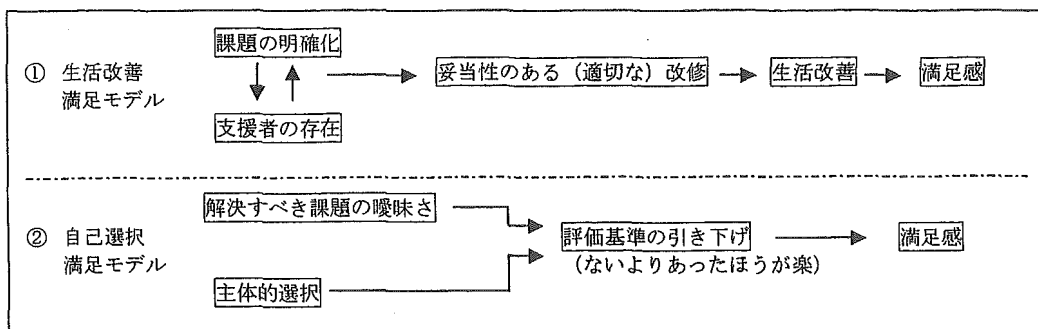 課題の明確化
① 生活改善
満足モデル
妥当性のある（適切な）改修
生活改善
満足感
支援者の存在
解決すべき課題の曖昧さ
② 自己選択
満足モデル
評価基準の引き下げ
（ないよりあったほうが楽）
満足感
主体的選択